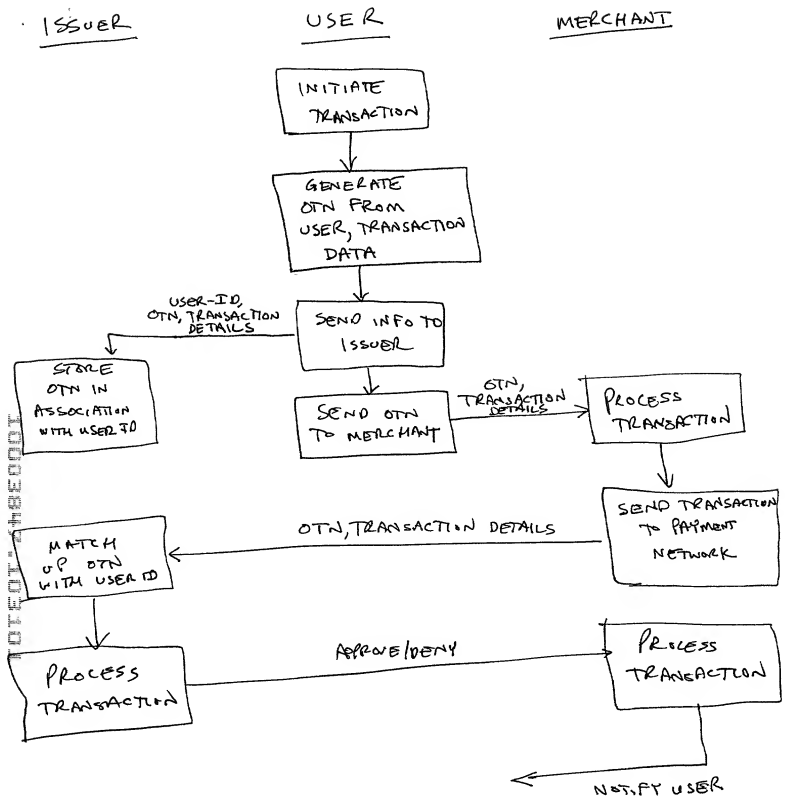 ISSUER
USER
MERCHANT
INITIATE
TRANSACTION
GENERATE
OTN FROM
USER, TRANSACTION
DATA
USER-ID,
OTN, TRANSACTION
DETAILS
SEND INFO TO
ISSUER
STORE
OTN IN
ASSOCIATION
WITH USER ID
SEND OTN
TO MERCHANT
OTN,
TRANSACTION
DETAILS
PROCESS
TRANSACTION
SEND TRANSACTION
TO PAYMENT
NETWORK
OTN, TRANSACTION DETAILS
MATCH
UP OTN
WITH USER ID
PROCESS
TRANSACTION
APPROVE/DENY
PROCESS
TRANSACTION
NOTIFY USER